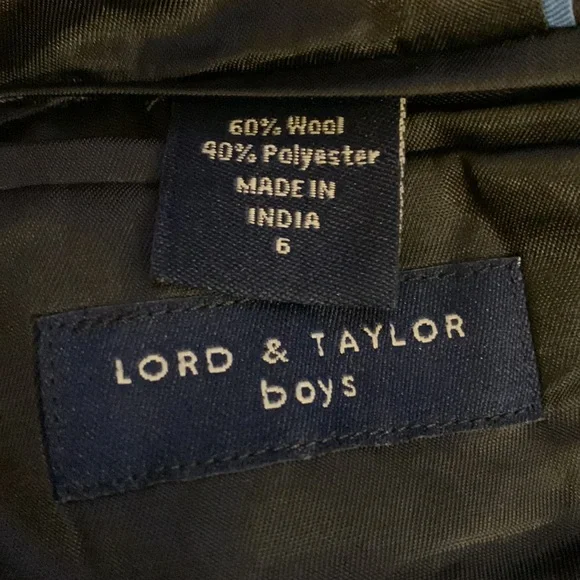 60% Wool
40% Polyester
MADE IN
INDIA
6
LORD & TAYLOR
boys